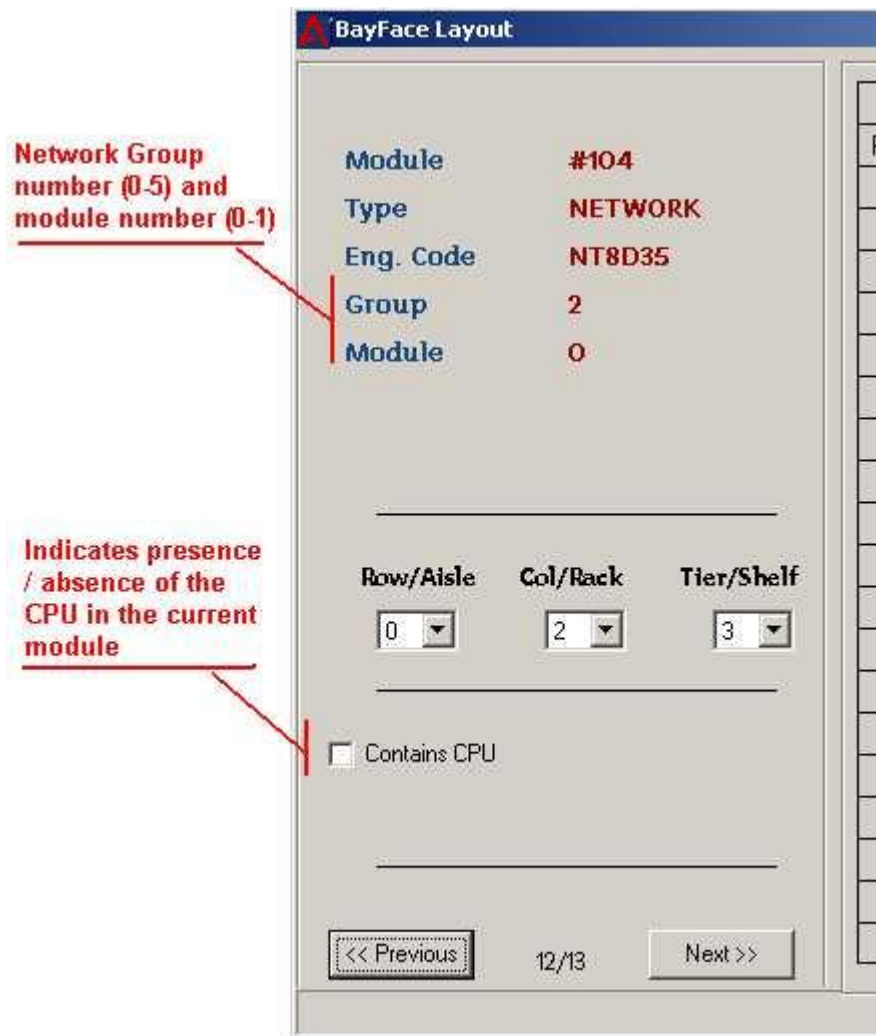 BayFace Layout
Network Group
number (0-5) and
module number (0-1)
Module #104
Type NETWORK
Eng. Code NT8D35
Group 2
Module 0
Indicates presence
/ absence of the
CPU in the current
module
Row/Aisle Col/Rack Tier/Shelf
0 2 3
Contains CPU
<< Previous 12/13 Next >>